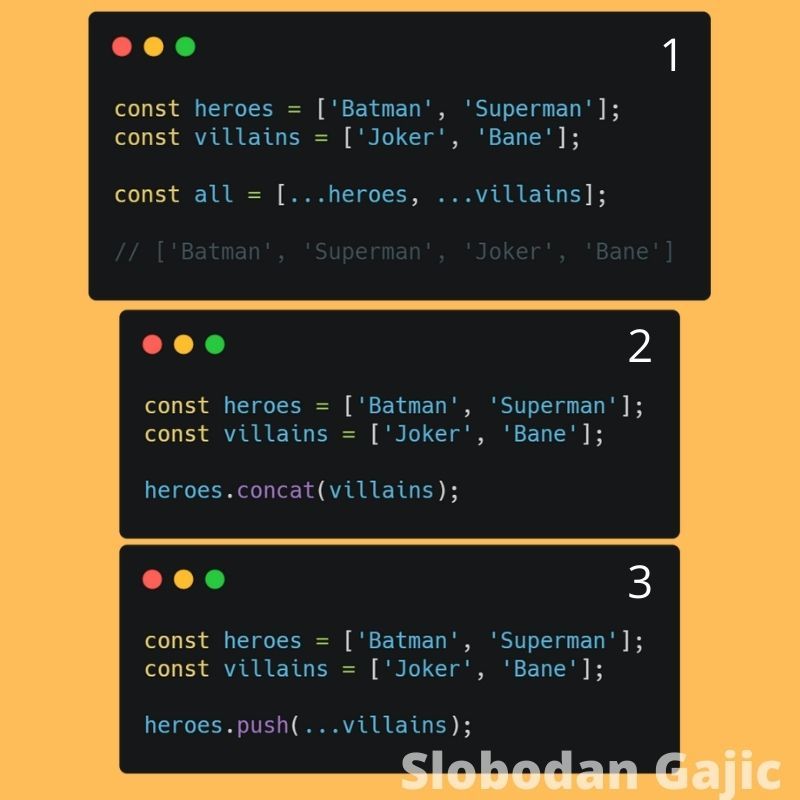 1
const heroes = ['Batman', 'Superman'];
const villains = ['Joker', 'Bane'];
const all = [...heroes, ...villains];
// ['Batman', 'Superman', 'Joker', 'Bane']
2
const heroes = ['Batman', 'Superman'];
const villains = ['Joker', 'Bane'];
heroes.concat(villains);
3
const heroes = ['Batman', 'Superman'];
const villains = ['Joker', 'Bane'];
heroes.push(...villains);
Slobodan Gajic